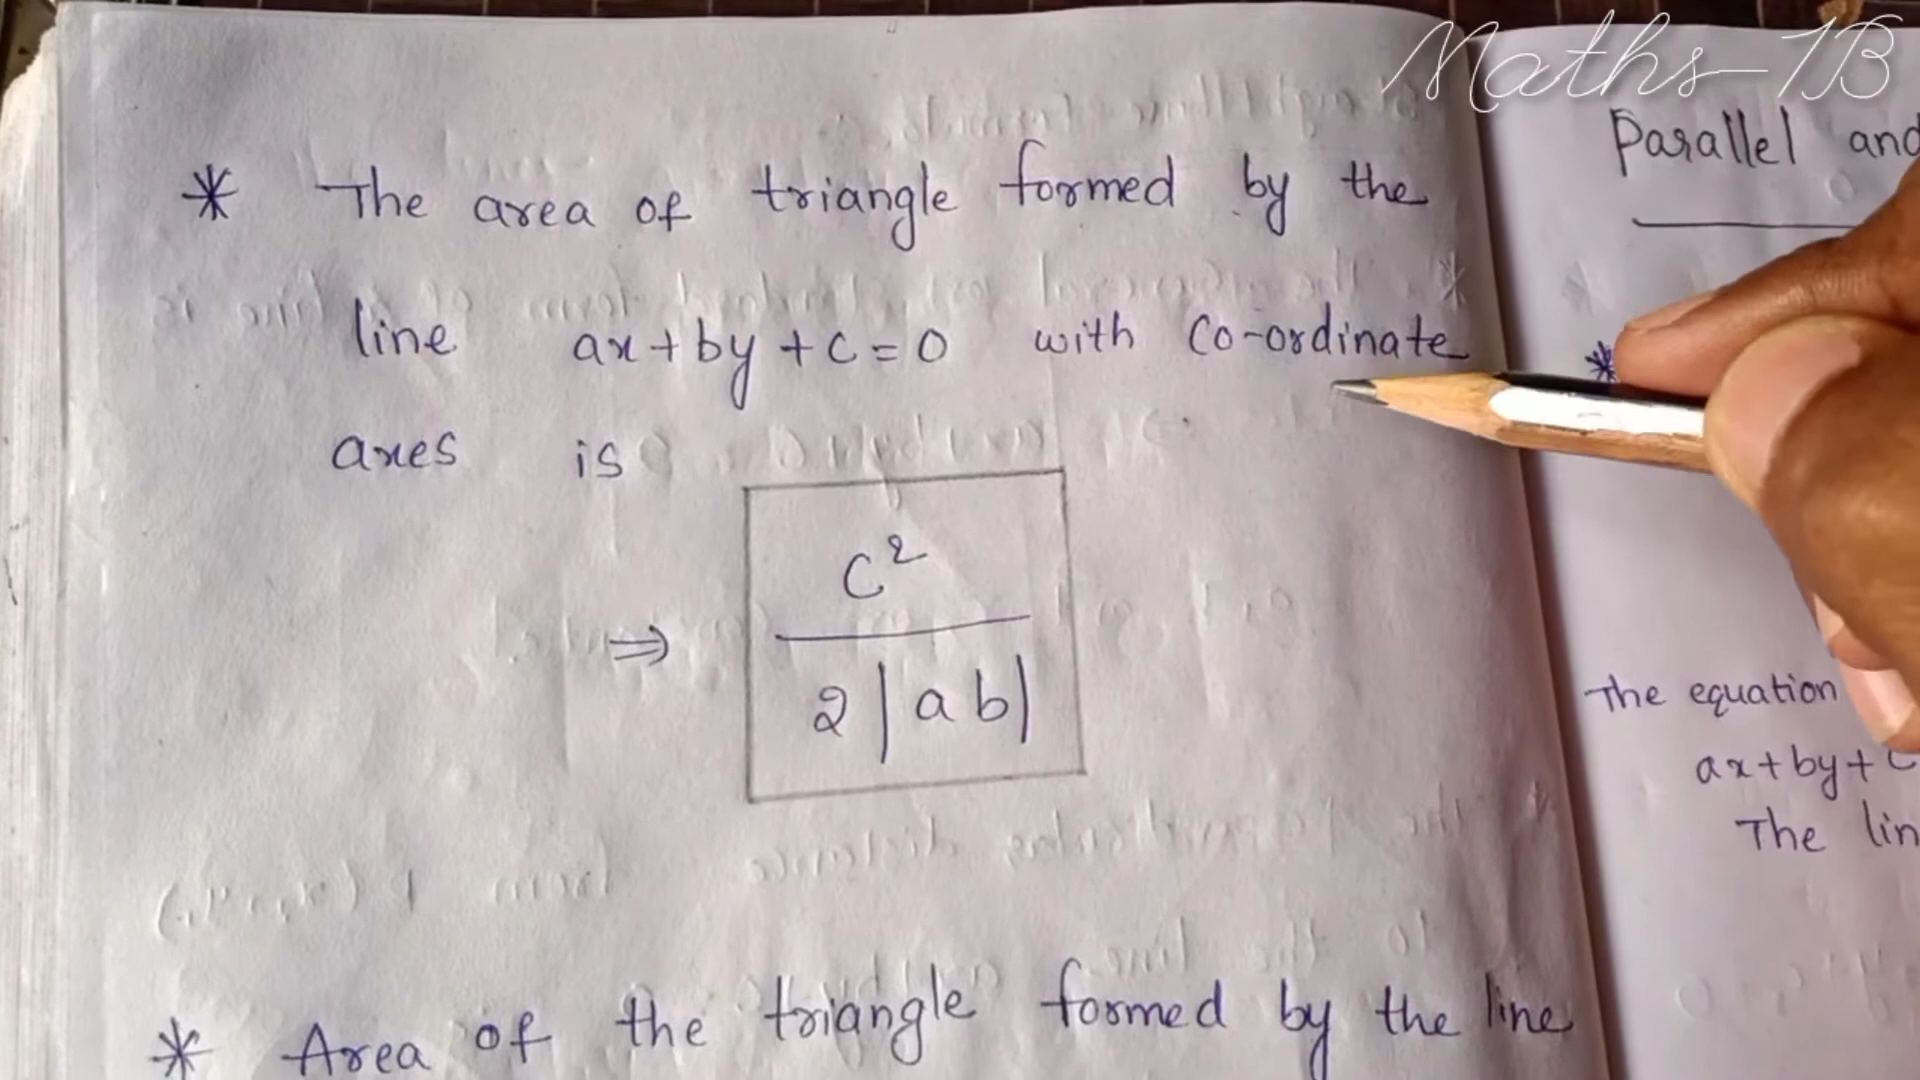 Maths-1B
* The area of triangle formed by the
line ax+by+c=0 with co-ordinate
axes is
⇒ c²
2|ab|
* Area of the triangle formed by the line
Parallel and
*
The equation
ax+by+c
The lin